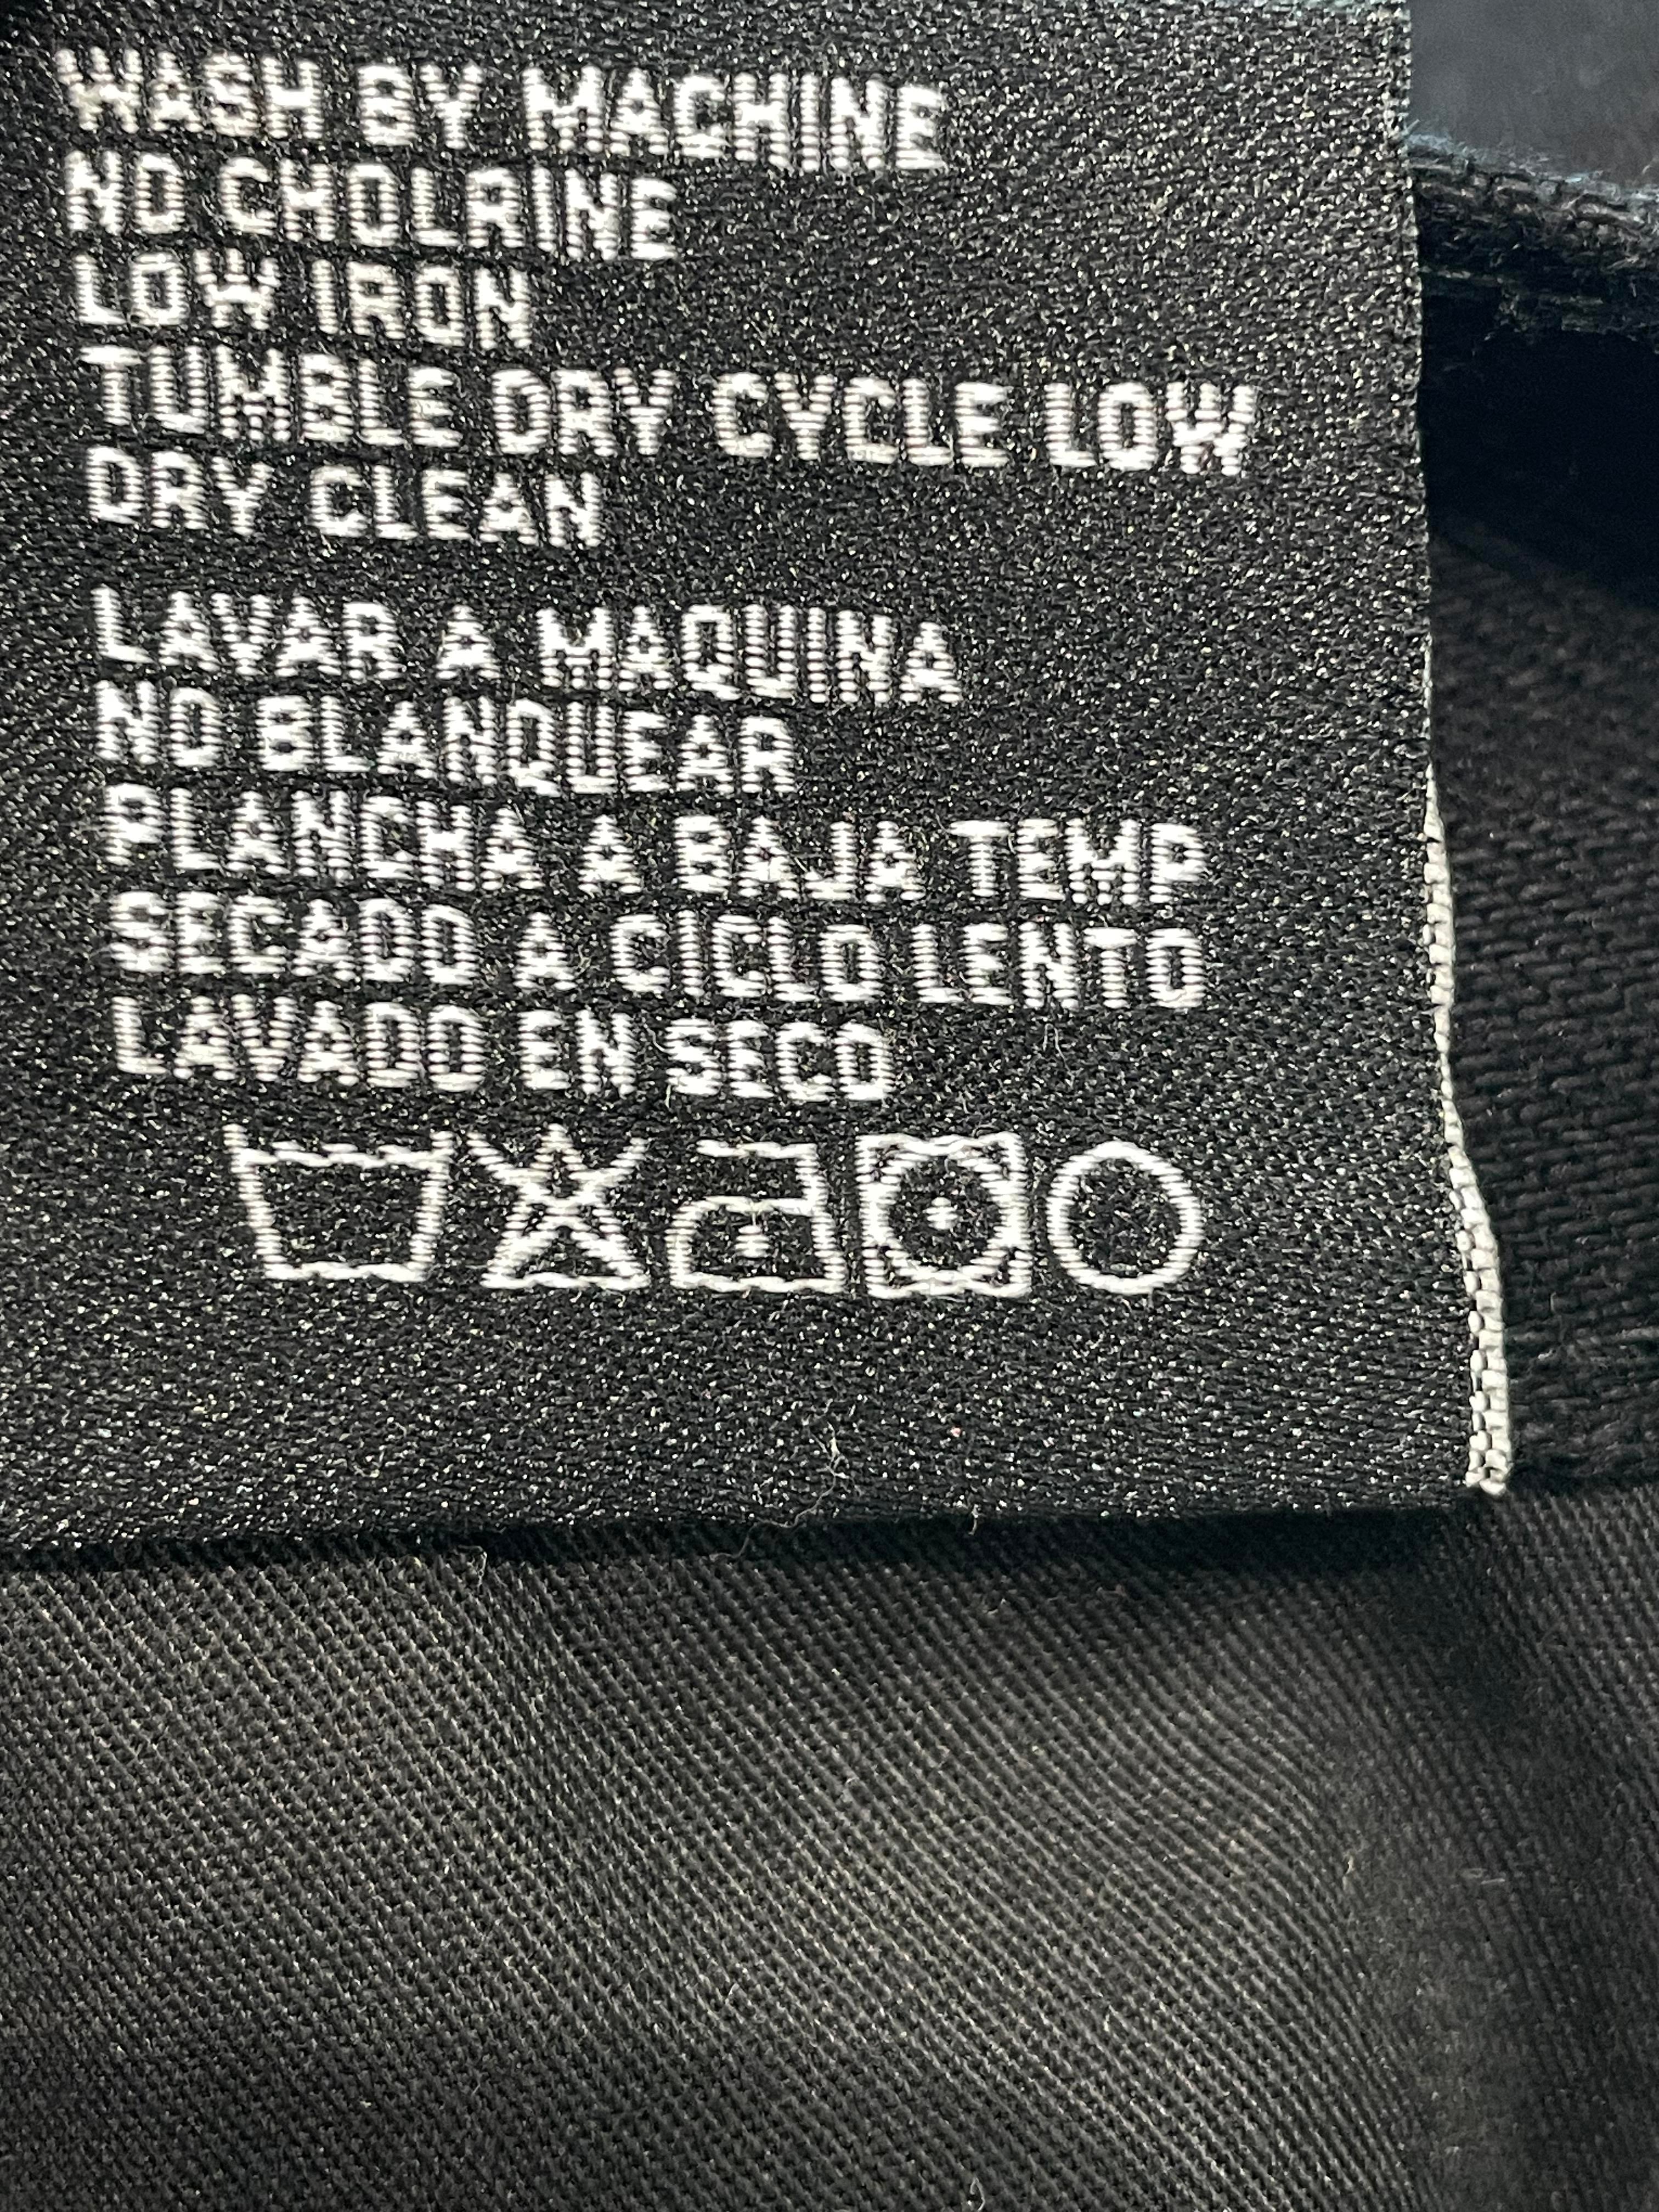 WASH BY MACHINE
NO CHOLRINE
LOW IRON
TUMBLE DRY CYCLE LOW
DRY CLEAN
LAVAR A MAQUINA
NO BLANQUEAR
PLANCHA A BAJA TEMP
SECADO A CICLO LENTO
LAVADO EN SECO